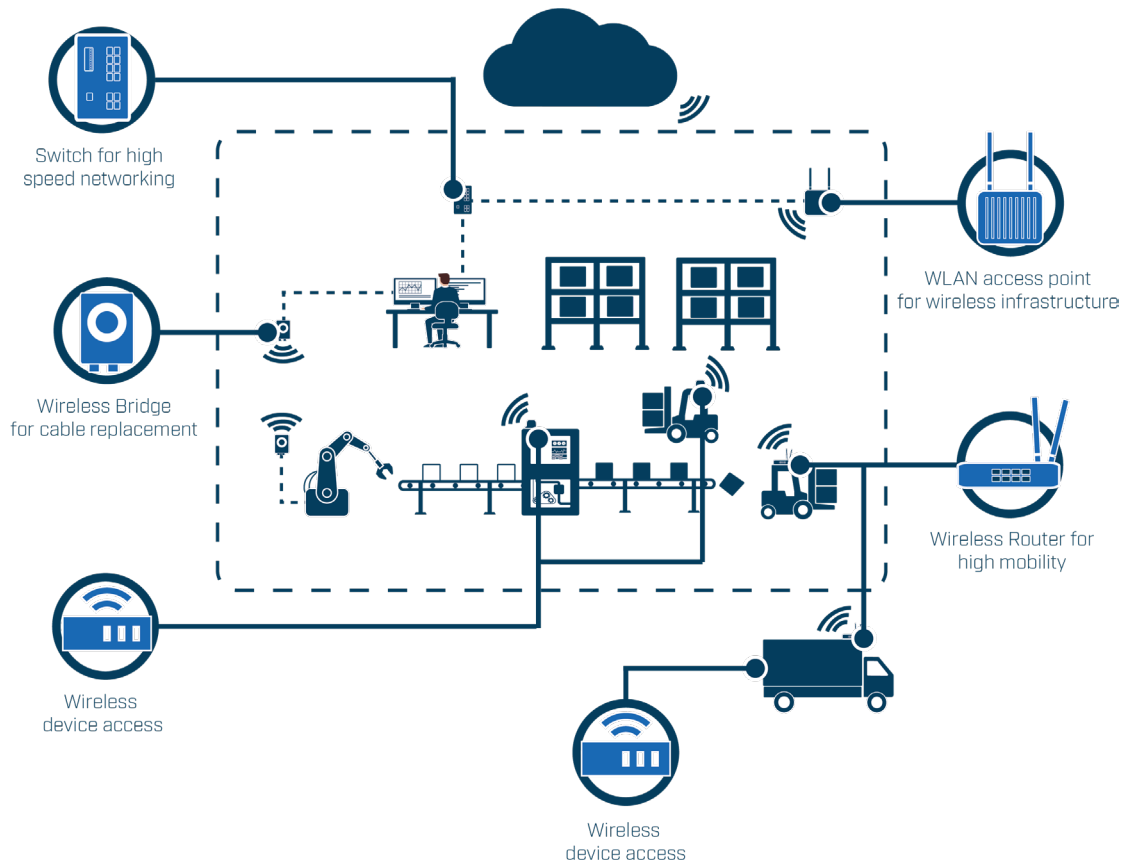 Switch for high
speed networking
WLAN access point
for wireless infrastructure
Wireless Bridge
for cable replacement
Wireless Router for
high mobility
Wireless
device access
Wireless
device access